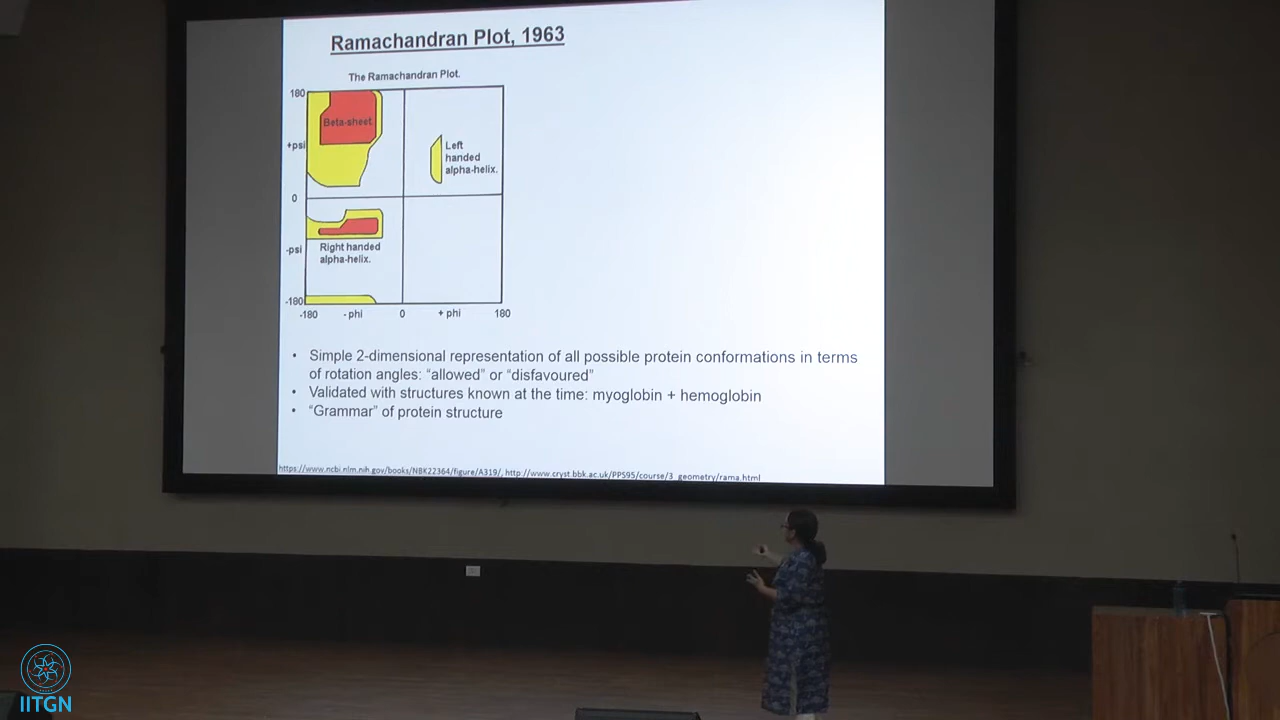 Ramachandran Plot, 1963
The Ramachandran Plot.
180
Beta-sheet
+psi
Left
handed
alpha-helix.
0
-psi
Right handed
alpha-helix.
-180
-180
- phi
0
+ phi
180
• Simple 2-dimensional representation of all possible protein conformations in terms
of rotation angles: “allowed” or “disfavoured”
• Validated with structures known at the time: myoglobin + hemoglobin
• “Grammar” of protein structure
https://www.ncbi.nlm.nih.gov/books/NBK22364/figure/A319/, http://www.cryst.bbk.ac.uk/PPS95/course/3_geometry/rama.html
IITGN